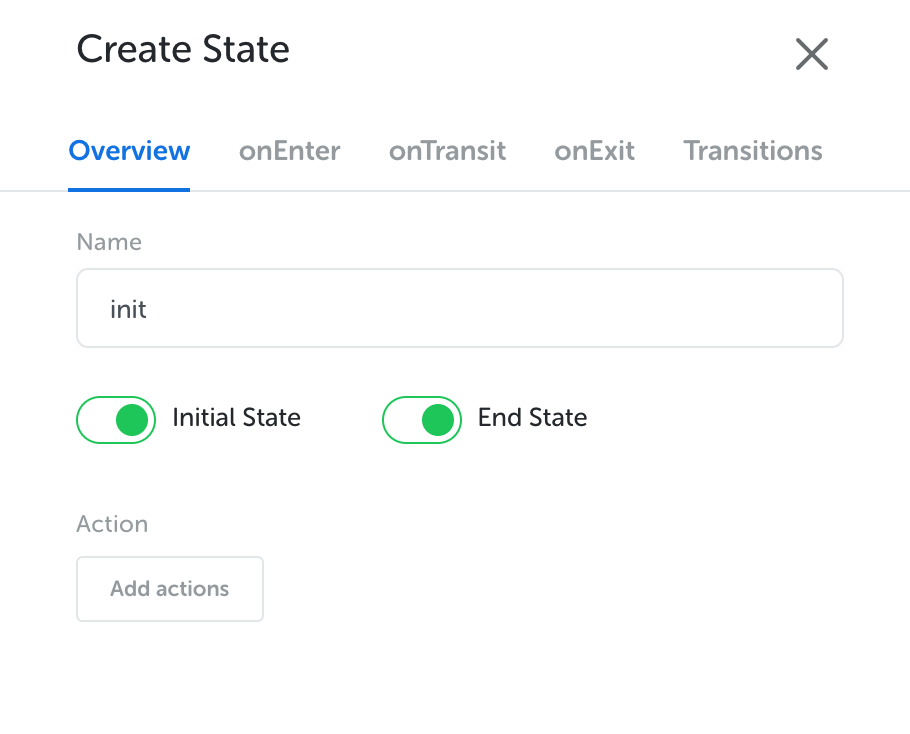 Create State
Overview onEnter onTransit onExit Transitions
Name
init
Initial State End State
Action
Add actions